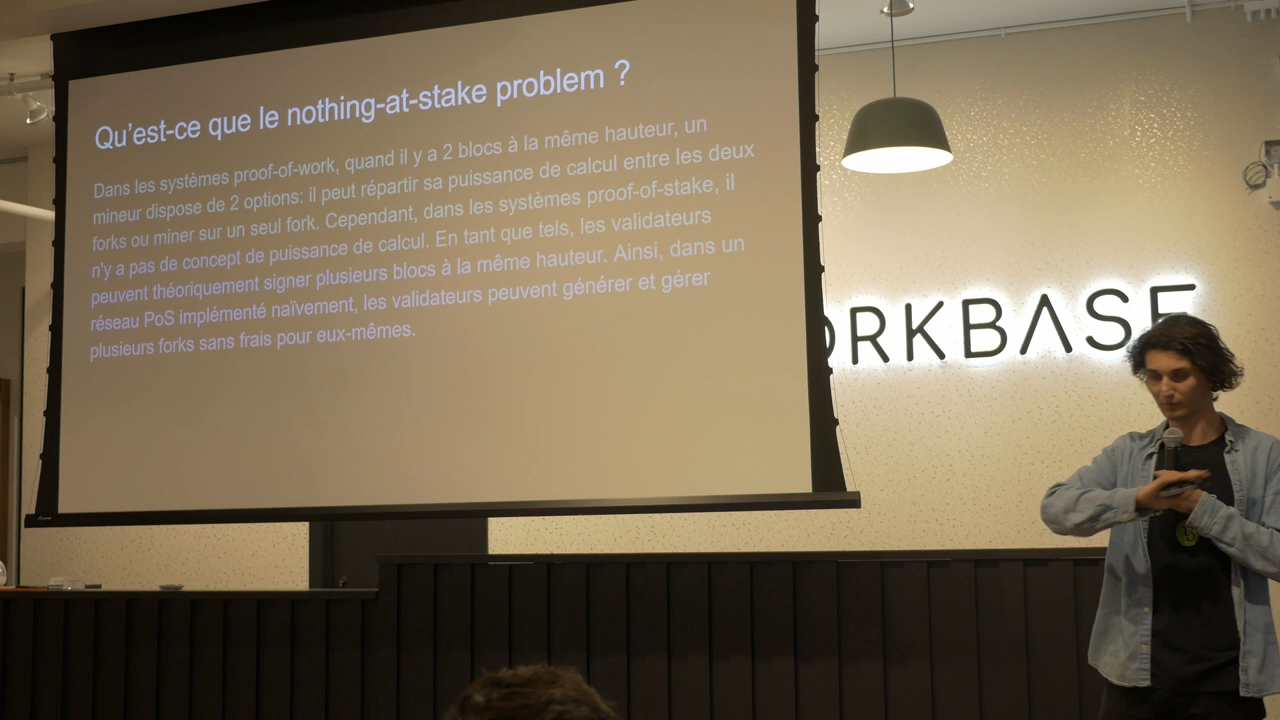 Qu'est-ce que le nothing-at-stake problem ?
Dans les systèmes proof-of-work, quand il y a 2 blocs à la même hauteur, un
mineur dispose de 2 options: il peut répartir sa puissance de calcul entre les deux
forks ou miner sur un seul fork. Cependant, dans les systèmes proof-of-stake, il
n'y a pas de concept de puissance de calcul. En tant que tels, les validateurs
peuvent théoriquement signer plusieurs blocs à la même hauteur. Ainsi, dans un
réseau PoS implémenté naïvement, les validateurs peuvent générer et gérer
plusieurs forks sans frais pour eux-mêmes.
ORKBASE